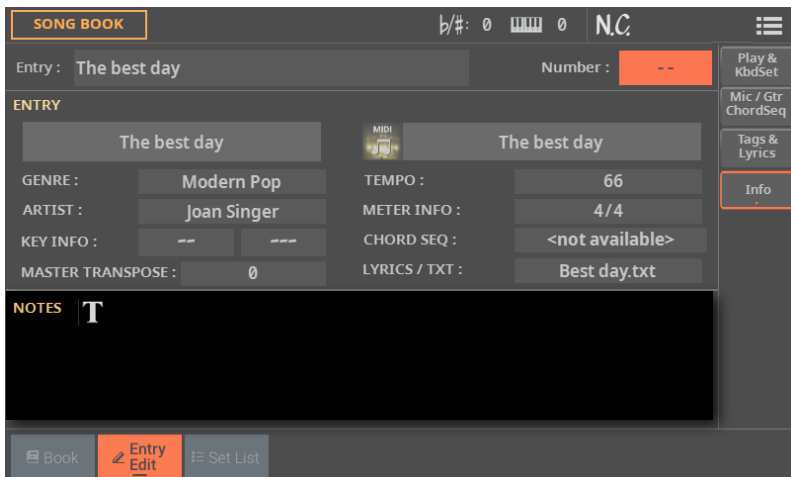 SONG BOOK
♭/#: 0 0 N.C.
Entry : The best day Number : --
Play & KbdSet
ENTRY
Mic / Gtr ChordSeq
The best day MIDI The best day
Tags & Lyrics
GENRE : Modern Pop TEMPO : 66
Info
ARTIST : Joan Singer METER INFO : 4/4
KEY INFO : -- --- CHORD SEQ : <not available>
MASTER TRANSPOSE : 0 LYRICS / TXT : Best day.txt
NOTES T
Book Entry Edit Set List